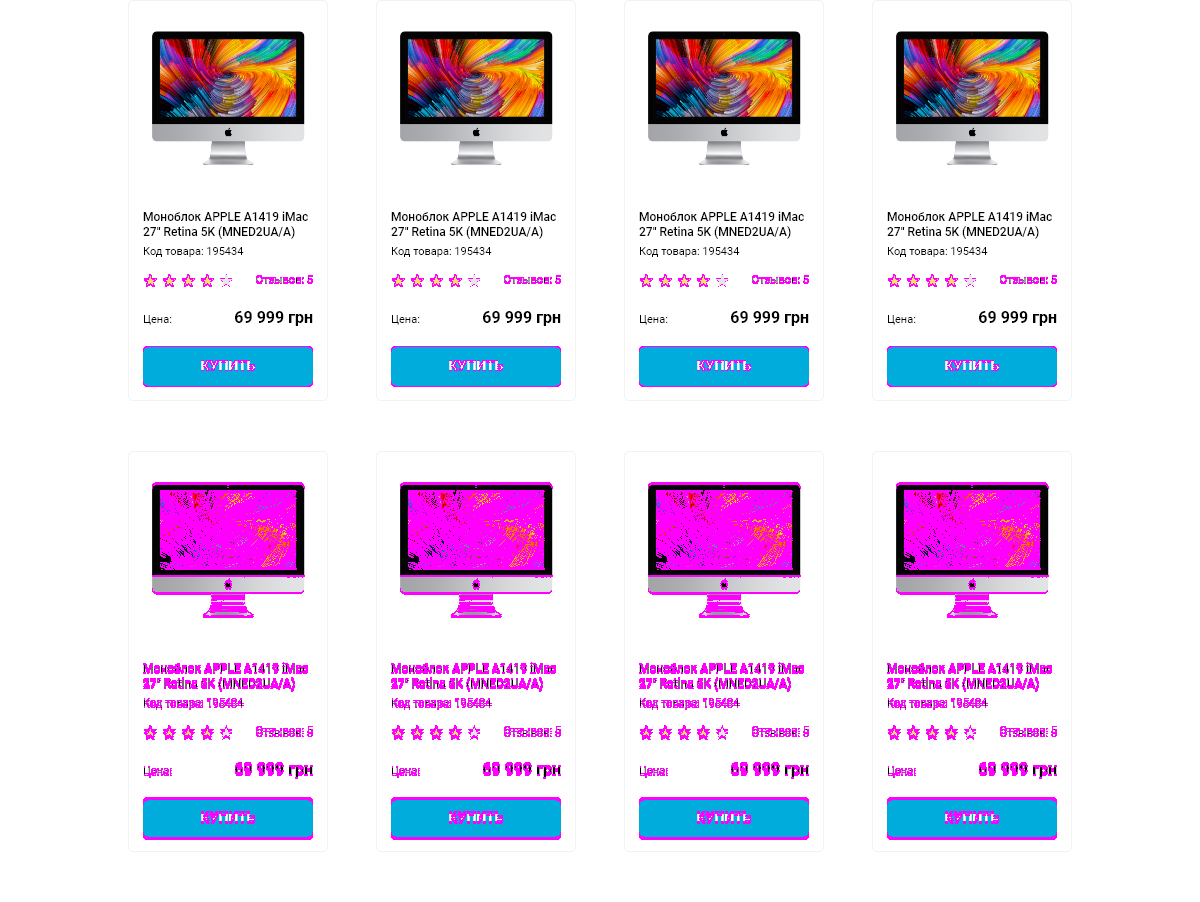 Моноблок APPLE A1419 iMac
27" Retina 5K (MNED2UA/A)
Код товара: 195434
Отзывов: 5
Цена: 69 999 грн
КУПИТЬ
Моноблок APPLE A1419 iMac
27" Retina 5K (MNED2UA/A)
Код товара: 195434
Отзывов: 5
Цена: 69 999 грн
КУПИТЬ
Моноблок APPLE A1419 iMac
27" Retina 5K (MNED2UA/A)
Код товара: 195434
Отзывов: 5
Цена: 69 999 грн
КУПИТЬ
Моноблок APPLE A1419 iMac
27" Retina 5K (MNED2UA/A)
Код товара: 195434
Отзывов: 5
Цена: 69 999 грн
КУПИТЬ
Моноблок APPLE A1419 iMac
27" Retina 5K (MNED2UA/A)
Код товара: 195434
Отзывов: 5
Цена: 69 999 грн
КУПИТЬ
Моноблок APPLE A1419 iMac
27" Retina 5K (MNED2UA/A)
Код товара: 195434
Отзывов: 5
Цена: 69 999 грн
КУПИТЬ
Моноблок APPLE A1419 iMac
27" Retina 5K (MNED2UA/A)
Код товара: 195434
Отзывов: 5
Цена: 69 999 грн
КУПИТЬ
Моноблок APPLE A1419 iMac
27" Retina 5K (MNED2UA/A)
Код товара: 195434
Отзывов: 5
Цена: 69 999 грн
КУПИТЬ